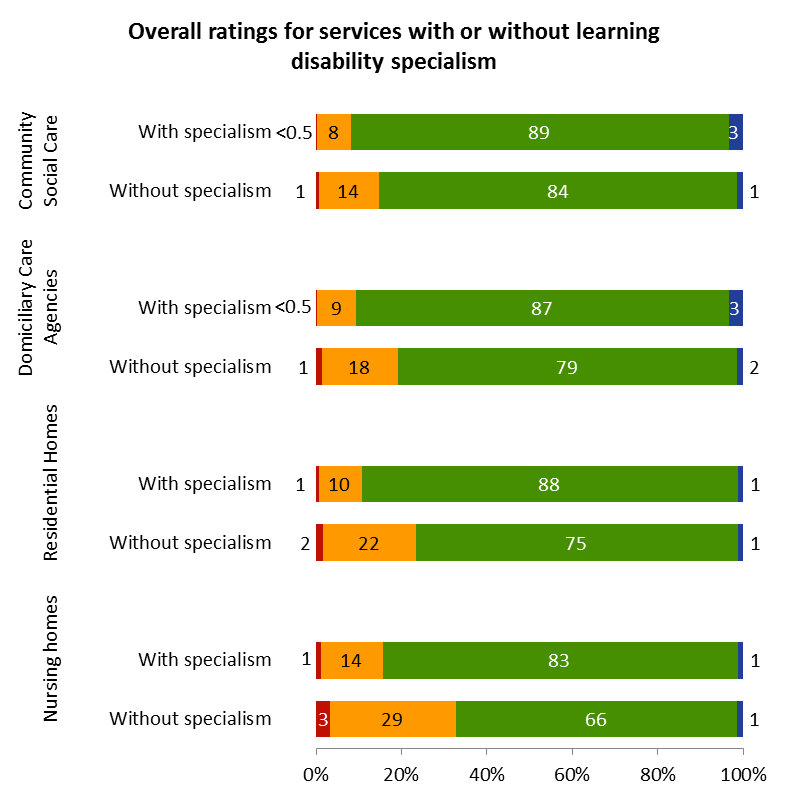 Overall ratings for services with or without learning
disability specialism
Community
Social Care
With specialism <0.5 8 89 3
Without specialism 1 14 84 1
Domiciliary Care
Agencies
With specialism <0.5 9 87 3
Without specialism 1 18 79 2
Residential Homes
With specialism 1 10 88 1
Without specialism 2 22 75 1
Nursing homes
With specialism 1 14 83 1
Without specialism 3 29 66 1
0% 20% 40% 60% 80% 100%